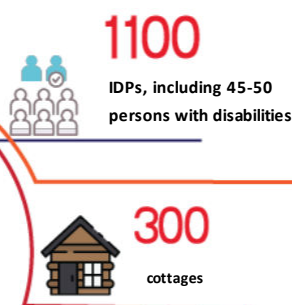 1100
IDPs, including 45-50
persons with disabilities
300
cottages